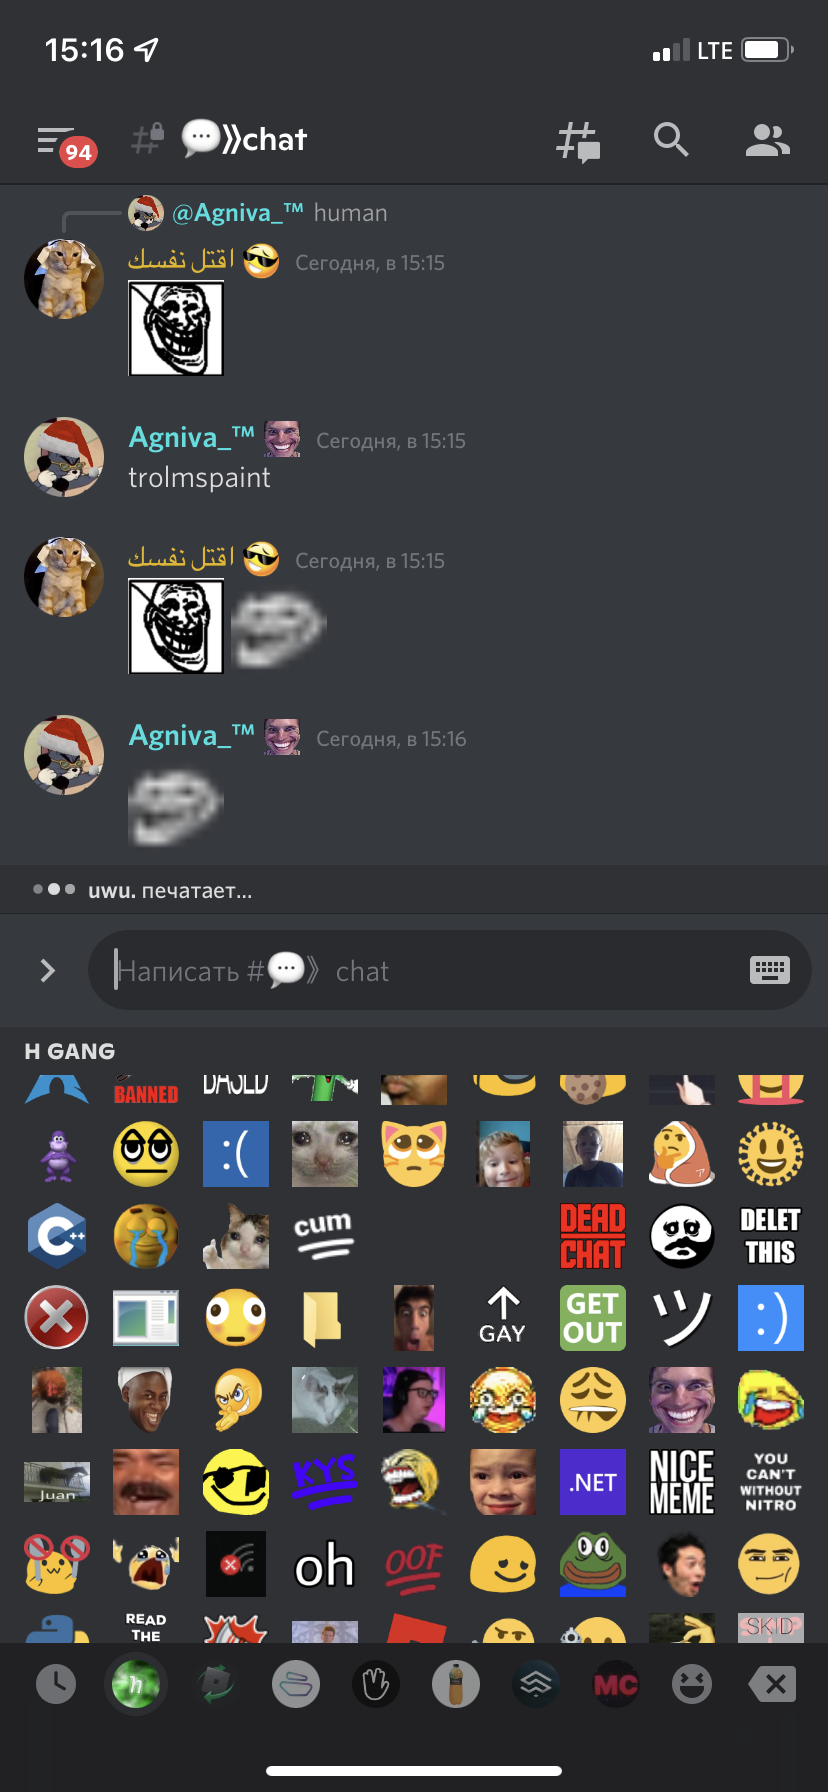 15:16
LTE
94
💬》chat
@Agniva_™ human
اقتل نفسك 😎 Сегодня, в 15:15
Agniva_™ Сегодня, в 15:15
trolmspaint
اقتل نفسك 😎 Сегодня, в 15:15
Agniva_™ Сегодня, в 15:16
uwu. печатает...
Написать #💬》 chat
H GANG
BANNED
:(
C++
cum
DEAD
CHAT
DELET
THIS
GAY
GET
OUT
ツ
:)
Juan
KYS
.NET
NICE
MEME
YOU
CAN'T
WITHOUT
NITRO
oh
OOF
READ
THE
SKID
h
MC